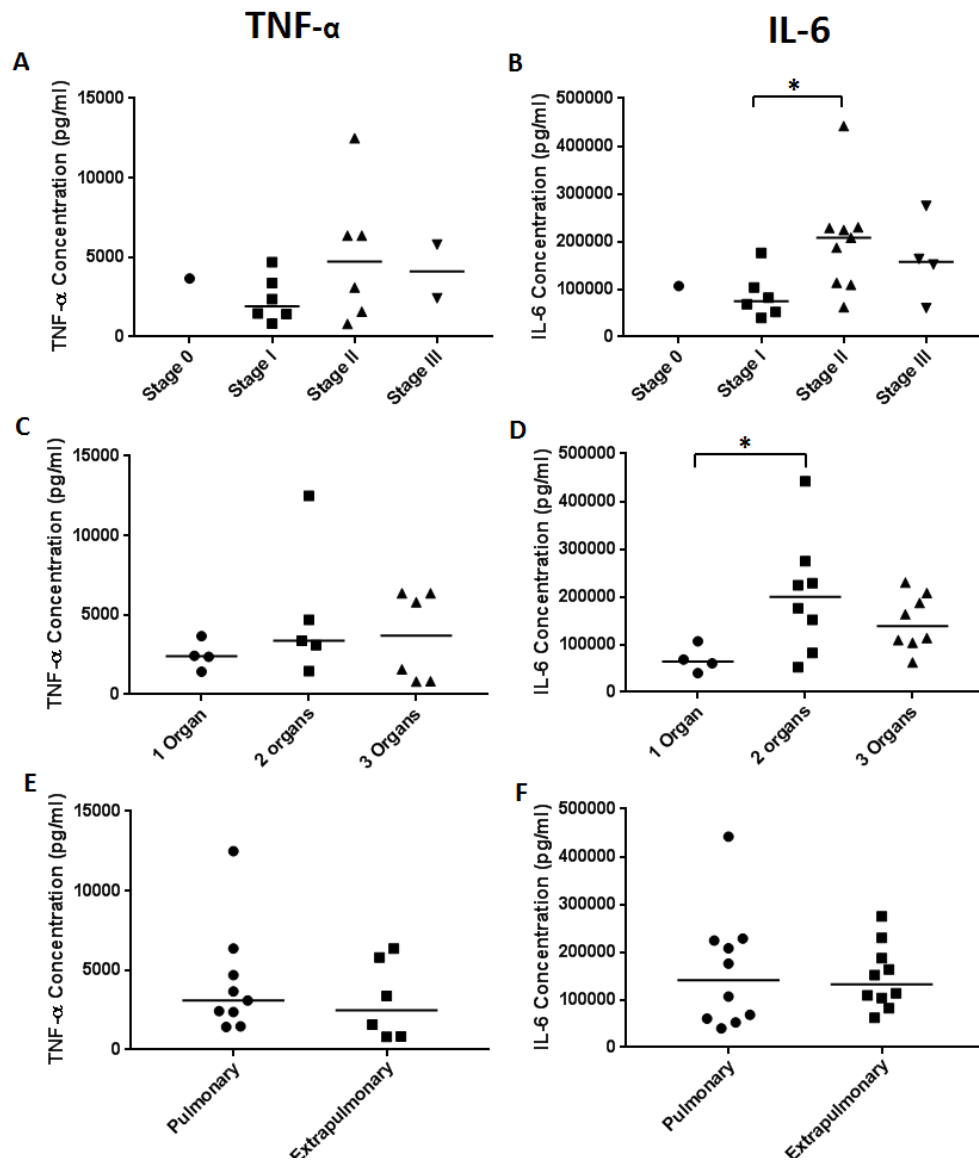 TNF-α
IL-6
A
TNF-α Concentration (pg/ml)
15000
10000
5000
0
Stage 0
Stage I
Stage II
Stage III
B
IL-6 Concentration (pg/ml)
500000
400000
300000
200000
100000
0
*
Stage 0
Stage I
Stage II
Stage III
C
TNF-α Concentration (pg/ml)
15000
10000
5000
0
1 Organ
2 organs
3 Organs
D
IL-6 Concentration (pg/ml)
500000
400000
300000
200000
100000
0
*
1 Organ
2 organs
3 Organs
E
TNF-α Concentration (pg/ml)
15000
10000
5000
0
Pulmonary
Extrapulmonary
F
IL-6 Concentration (pg/ml)
500000
400000
300000
200000
100000
0
Pulmonary
Extrapulmonary